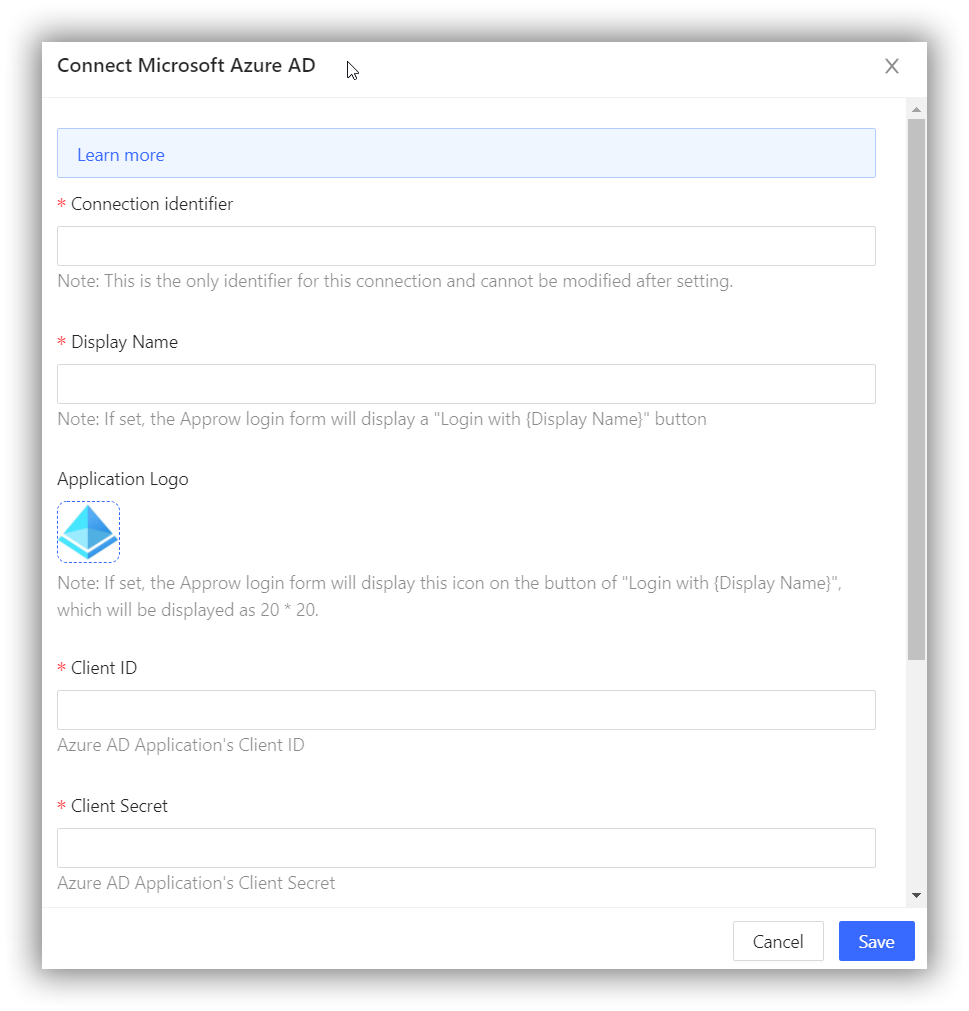 Connect Microsoft Azure AD
Learn more
* Connection identifier
Note: This is the only identifier for this connection and cannot be modified after setting.
* Display Name
Note: If set, the Approw login form will display a "Login with {Display Name}" button
Application Logo
Note: If set, the Approw login form will display this icon on the button of "Login with {Display Name}",
which will be displayed as 20 * 20.
* Client ID
Azure AD Application's Client ID
* Client Secret
Azure AD Application's Client Secret
Cancel
Save